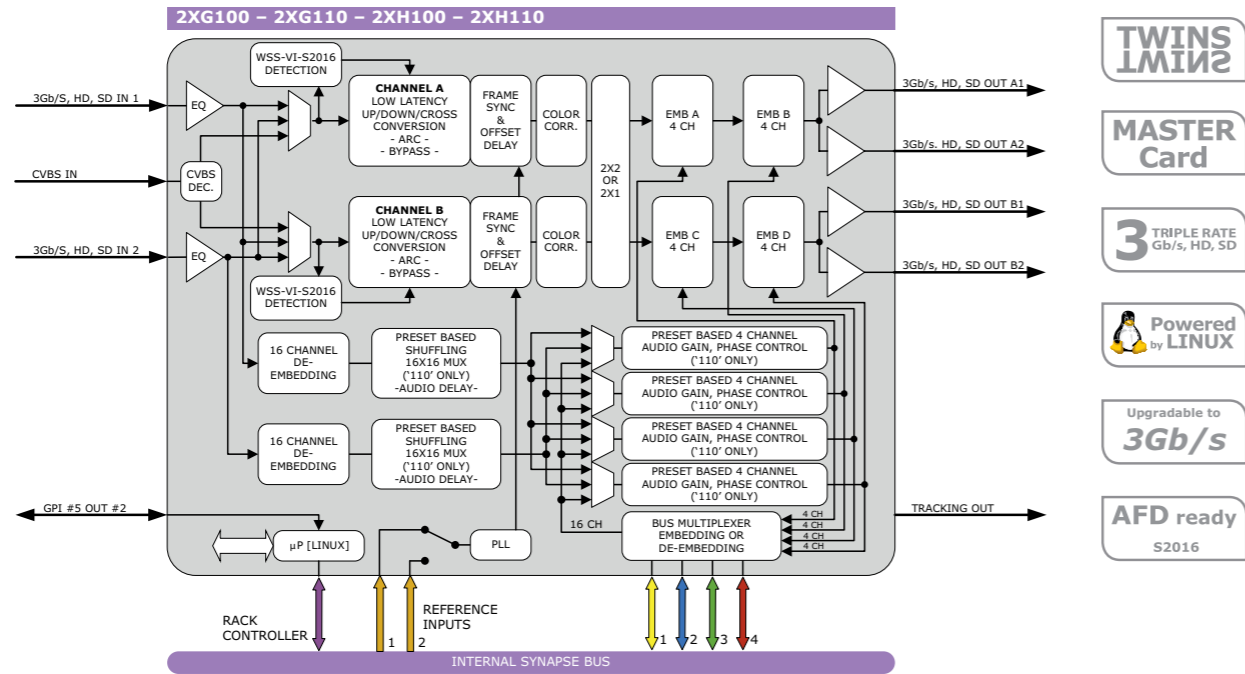 2XG100 – 2XG110 – 2XH100 – 2XH110
3Gb/S, HD, SD IN 1
CVBS IN
3Gb/S, HD, SD IN 2
GPI #5 OUT #2
EQ
CVBS
DEC.
EQ
WSS-VI-S2016
DETECTION
CHANNEL A
LOW LATENCY
UP/DOWN/CROSS
CONVERSION
- ARC -
- BYPASS -
FRAME
SYNC
&
OFFSET
DELAY
COLOR
CORR.
CHANNEL B
LOW LATENCY
UP/DOWN/CROSS
CONVERSION
- ARC -
- BYPASS -
FRAME
SYNC
&
OFFSET
DELAY
COLOR
CORR.
WSS-VI-S2016
DETECTION
2X2
OR
2X1
EMB A
4 CH
EMB B
4 CH
EMB C
4 CH
EMB D
4 CH
3Gb/s, HD, SD OUT A1
3Gb/s. HD, SD OUT A2
3Gb/s, HD, SD OUT B1
3Gb/s, HD, SD OUT B2
16 CHANNEL
DE-
EMBEDDING
PRESET BASED
SHUFFLING
16X16 MUX
(‘110’ ONLY)
-AUDIO DELAY-
16 CHANNEL
DE-
EMBEDDING
PRESET BASED
SHUFFLING
16X16 MUX
(‘110’ ONLY)
-AUDIO DELAY-
PRESET BASED 4 CHANNEL
AUDIO GAIN, PHASE CONTROL
(‘110’ ONLY)
PRESET BASED 4 CHANNEL
AUDIO GAIN, PHASE CONTROL
(‘110’ ONLY)
PRESET BASED 4 CHANNEL
AUDIO GAIN, PHASE CONTROL
(‘110’ ONLY)
PRESET BASED 4 CHANNEL
AUDIO GAIN, PHASE CONTROL
(‘110’ ONLY)
16 CH
BUS MULTIPLEXER
EMBEDDING OR
DE-EMBEDDING
4 CH
4 CH
4 CH
4 CH
TRACKING OUT
µP [LINUX]
PLL
RACK
CONTROLLER
1
2
REFERENCE
INPUTS
1
2
3
4
INTERNAL SYNAPSE BUS
TWINS
TWINS
MASTER
Card
3 TRIPLE RATE
Gb/s, HD, SD
Powered
by LINUX
Upgradable to
3Gb/s
AFD ready
S2016